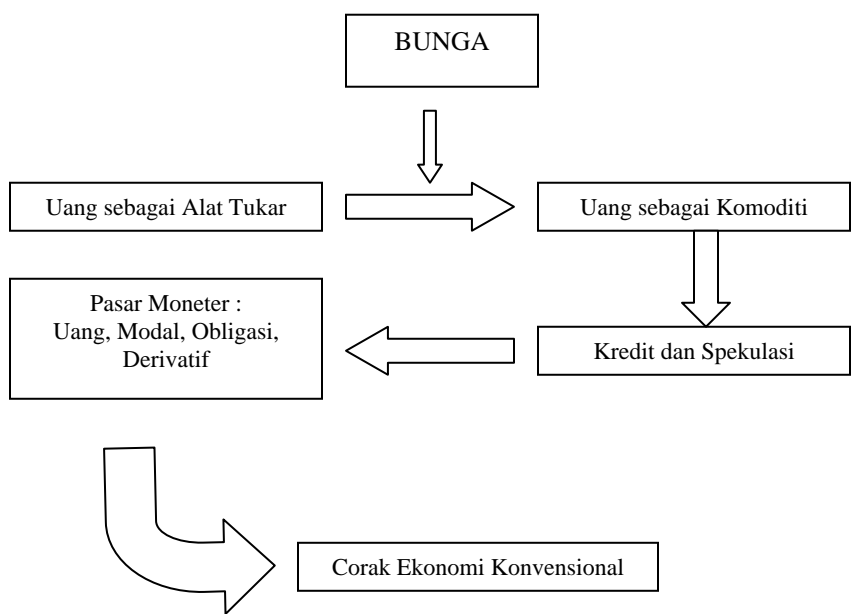 BUNGA
Uang sebagai Alat Tukar
Uang sebagai Komoditi
Pasar Moneter :
Uang, Modal, Obligasi,
Derivatif
Kredit dan Spekulasi
Corak Ekonomi Konvensional